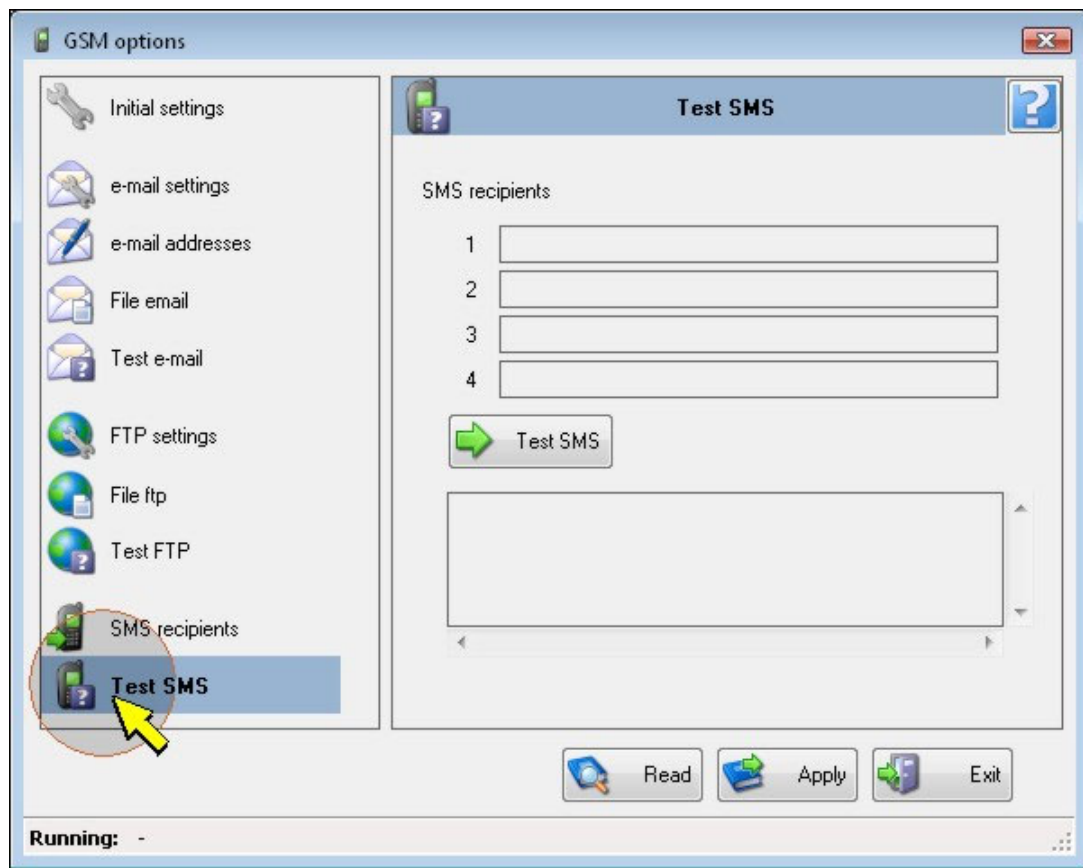 GSM options
Initial settings
e-mail settings
e-mail addresses
File email
Test e-mail
FTP settings
File ftp
Test FTP
SMS recipients
Test SMS
Test SMS
?
SMS recipients
1
2
3
4
Test SMS
Read
Apply
Exit
Running: -